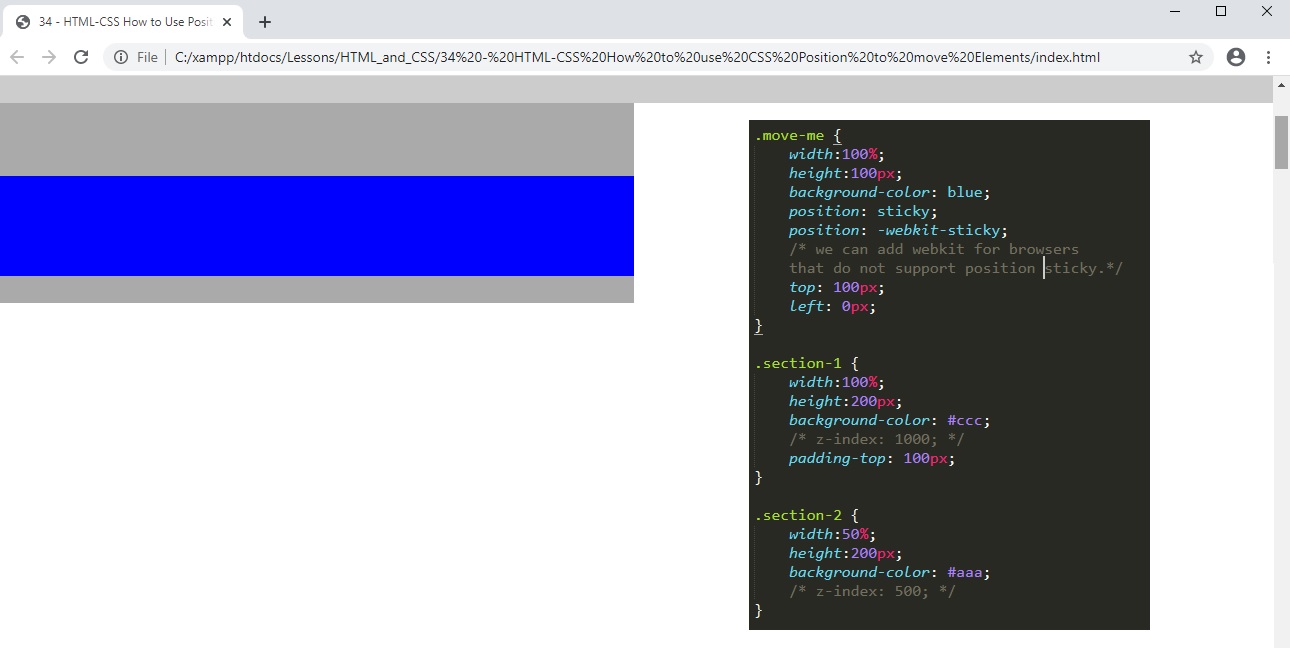 34 - HTML-CSS How to Use Posit
File C:/xampp/htdocs/Lessons/HTML_and_CSS/34%20-%20HTML-CSS%20How%20to%20use%20CSS%20Position%20to%20move%20Elements/index.html
.move-me {
width:100%;
height:100px;
background-color: blue;
position: sticky;
position: -webkit-sticky;
/* we can add webkit for browsers
that do not support position sticky.*/
top: 100px;
left: 0px;
}
.section-1 {
width:100%;
height:200px;
background-color: #ccc;
/* z-index: 1000; */
padding-top: 100px;
}
.section-2 {
width:50%;
height:200px;
background-color: #aaa;
/* z-index: 500; */
}